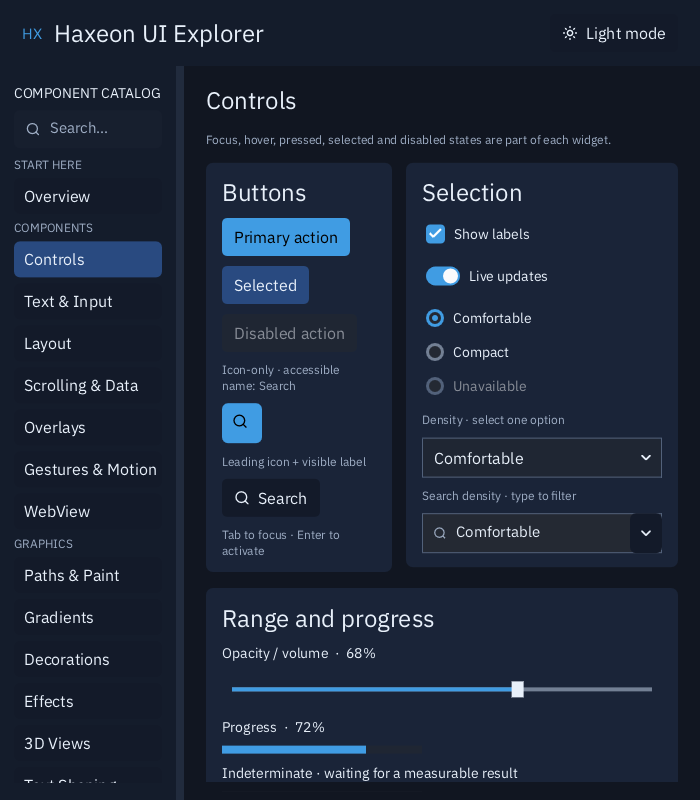 HX Haxeon UI Explorer
Light mode
COMPONENT CATALOG
Search...
START HERE
Overview
COMPONENTS
Controls
Text & Input
Layout
Scrolling & Data
Overlays
Gestures & Motion
WebView
GRAPHICS
Paths & Paint
Gradients
Decorations
Effects
3D Views
Text Shaping
Controls
Focus, hover, pressed, selected and disabled states are part of each widget.
Buttons
Primary action
Selected
Disabled action
Icon-only · accessible
name: Search
Leading icon + visible label
Search
Tab to focus · Enter to
activate
Selection
Show labels
Live updates
Comfortable
Compact
Unavailable
Density · select one option
Comfortable
Search density · type to filter
Comfortable
Range and progress
Opacity / volume · 68%
Progress · 72%
Indeterminate · waiting for a measurable result